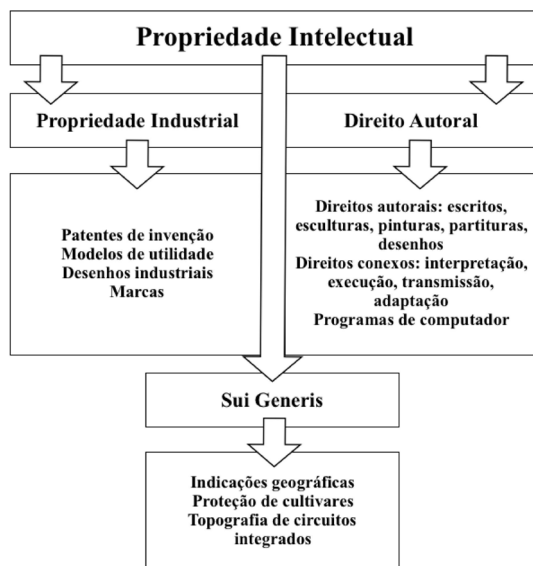 Propriedade Intelectual
Propriedade Industrial
Direito Autoral
Patentes de invenção
Modelos de utilidade
Desenhos industriais
Marcas
Direitos autorais: escritos,
esculturas, pinturas, partituras,
desenhos
Direitos conexos: interpretação,
execução, transmissão,
adaptação
Programas de computador
Sui Generis
Indicações geográficas
Proteção de cultivares
Topografia de circuitos
integrados